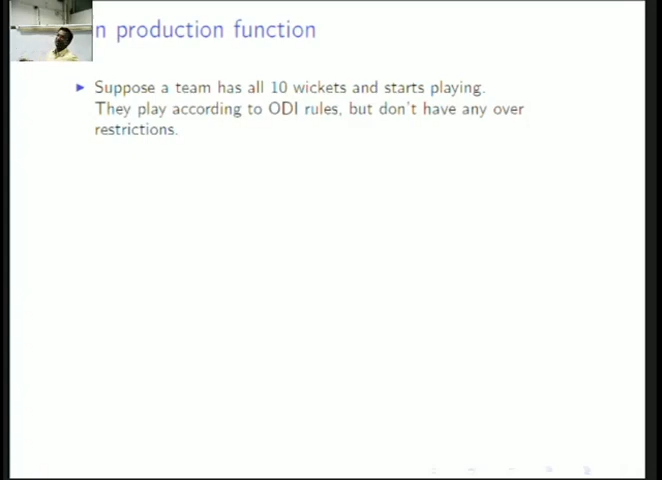 n production function
Suppose a team has all 10 wickets and starts playing.
They play according to ODI rules, but don't have any over
restrictions.